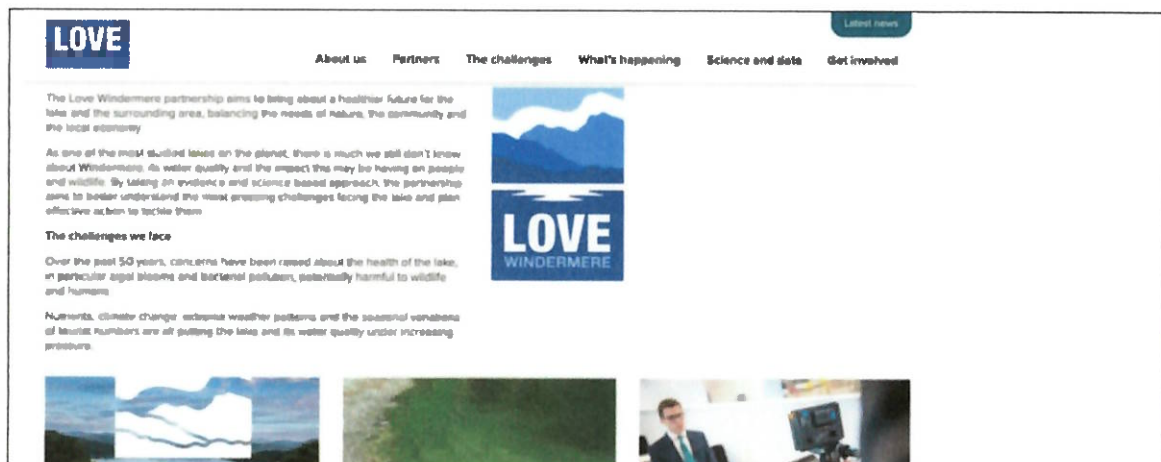 Latest news
LOVE
About us Partners The challenges What's happening Science and data Get involved
The Love Windermere partnership aims to bring about a healthier future for the
lake and the surrounding area, balancing the needs of nature, the community and
the local economy
As one of the most studied lakes on the planet, there is much we still don't know
about Windermere, its water quality and the impact this may be having on people
and wildlife. By taking an evidence and science based approach, the partnership
aims to better understand the most pressing challenges facing the lake and plan
effective action to tackle them
The challenges we face
Over the past 50 years, concerns have been raised about the health of the lake,
in particular algal blooms and bacterial pollution, potentially harmful to wildlife
and humans
Nutrients, climate change, extreme weather patterns and the seasonal variations
of tourist numbers are all putting the lake and its water quality under increasing
pressure.
LOVE
WINDERMERE